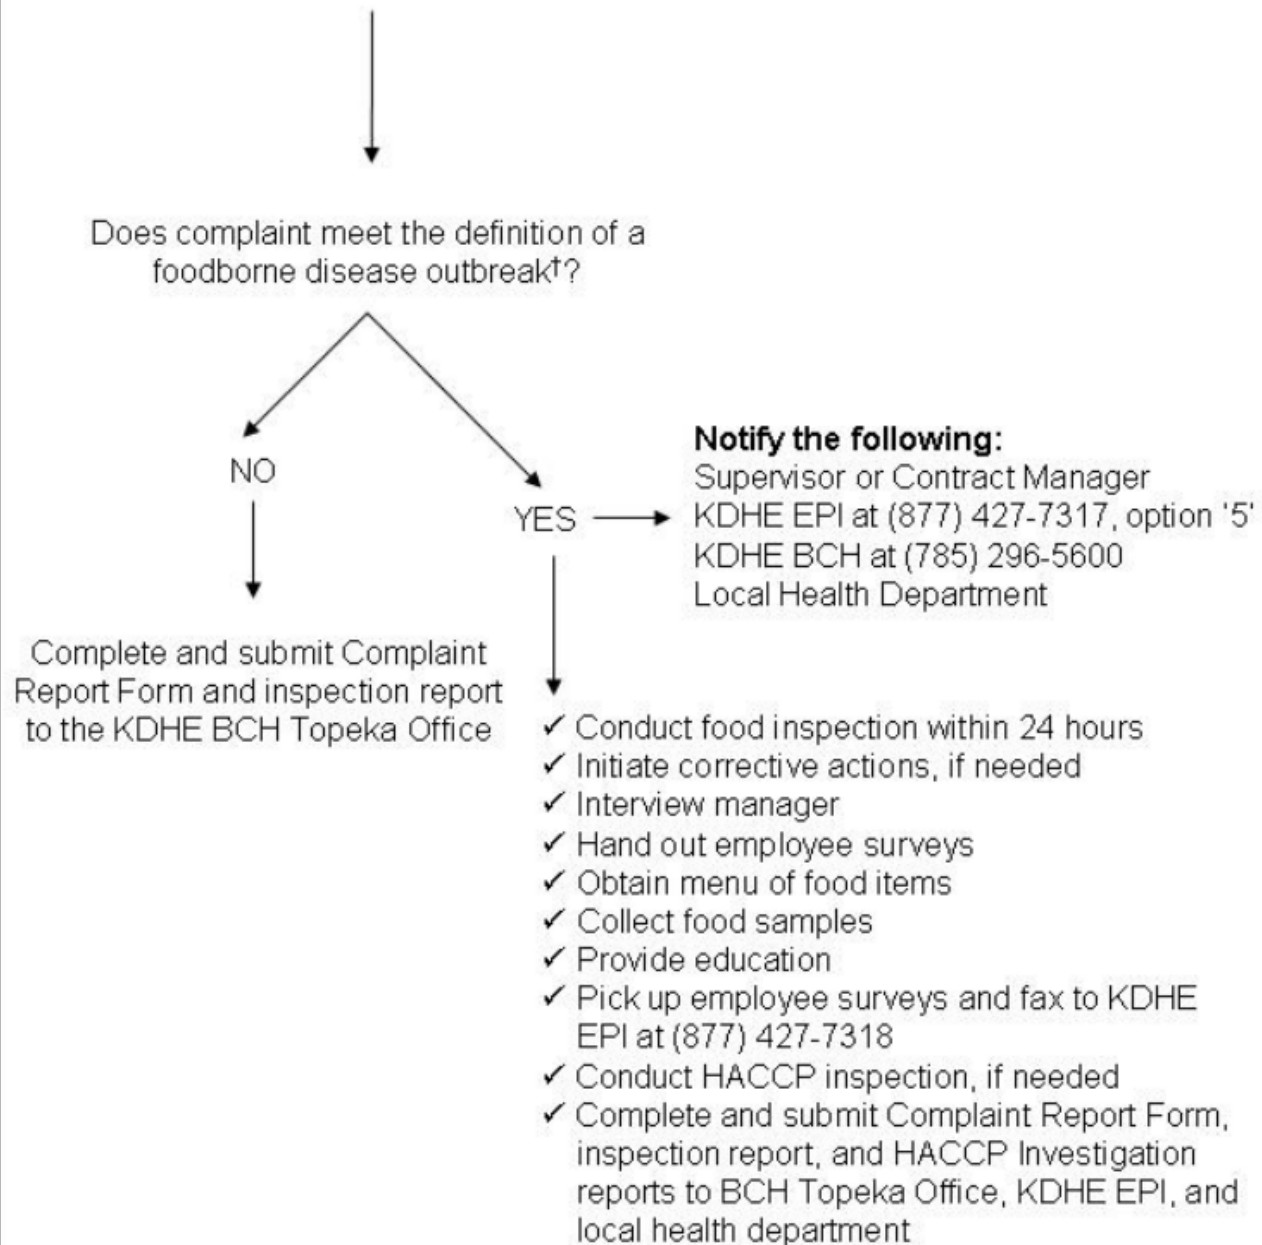 Does complaint meet the definition of a
foodborne disease outbreak†?
NO
YES
Notify the following:
Supervisor or Contract Manager
KDHE EPI at (877) 427-7317, option '5'
KDHE BCH at (785) 296-5600
Local Health Department
Complete and submit Complaint
Report Form and inspection report
to the KDHE BCH Topeka Office
✓ Conduct food inspection within 24 hours
✓ Initiate corrective actions, if needed
✓ Interview manager
✓ Hand out employee surveys
✓ Obtain menu of food items
✓ Collect food samples
✓ Provide education
✓ Pick up employee surveys and fax to KDHE
EPI at (877) 427-7318
✓ Conduct HACCP inspection, if needed
✓ Complete and submit Complaint Report Form,
inspection report, and HACCP Investigation
reports to BCH Topeka Office, KDHE EPI, and
local health department